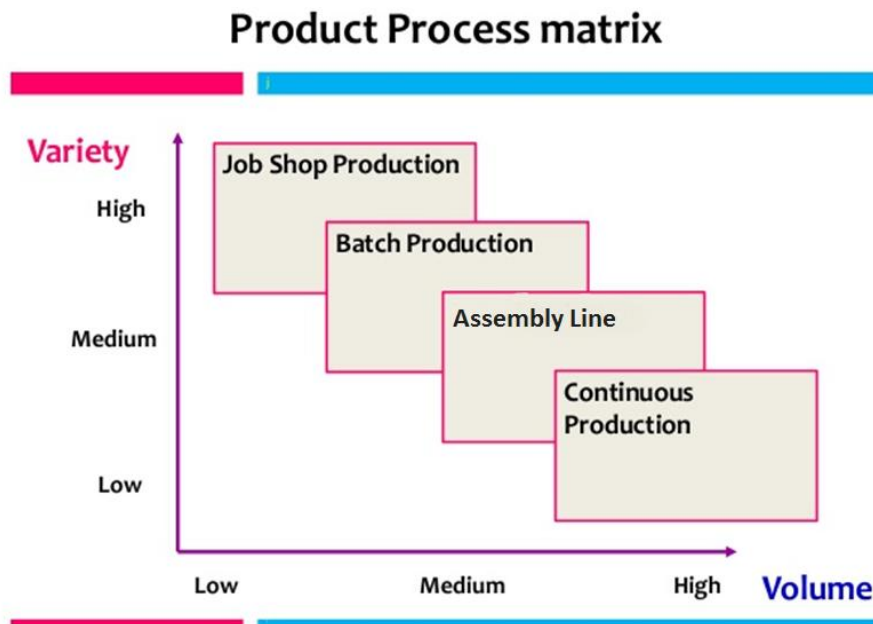 Product Process matrix
j
Variety
Job Shop Production
High
Batch Production
Assembly Line
Medium
Continuous
Production
Low
Low Medium High Volume